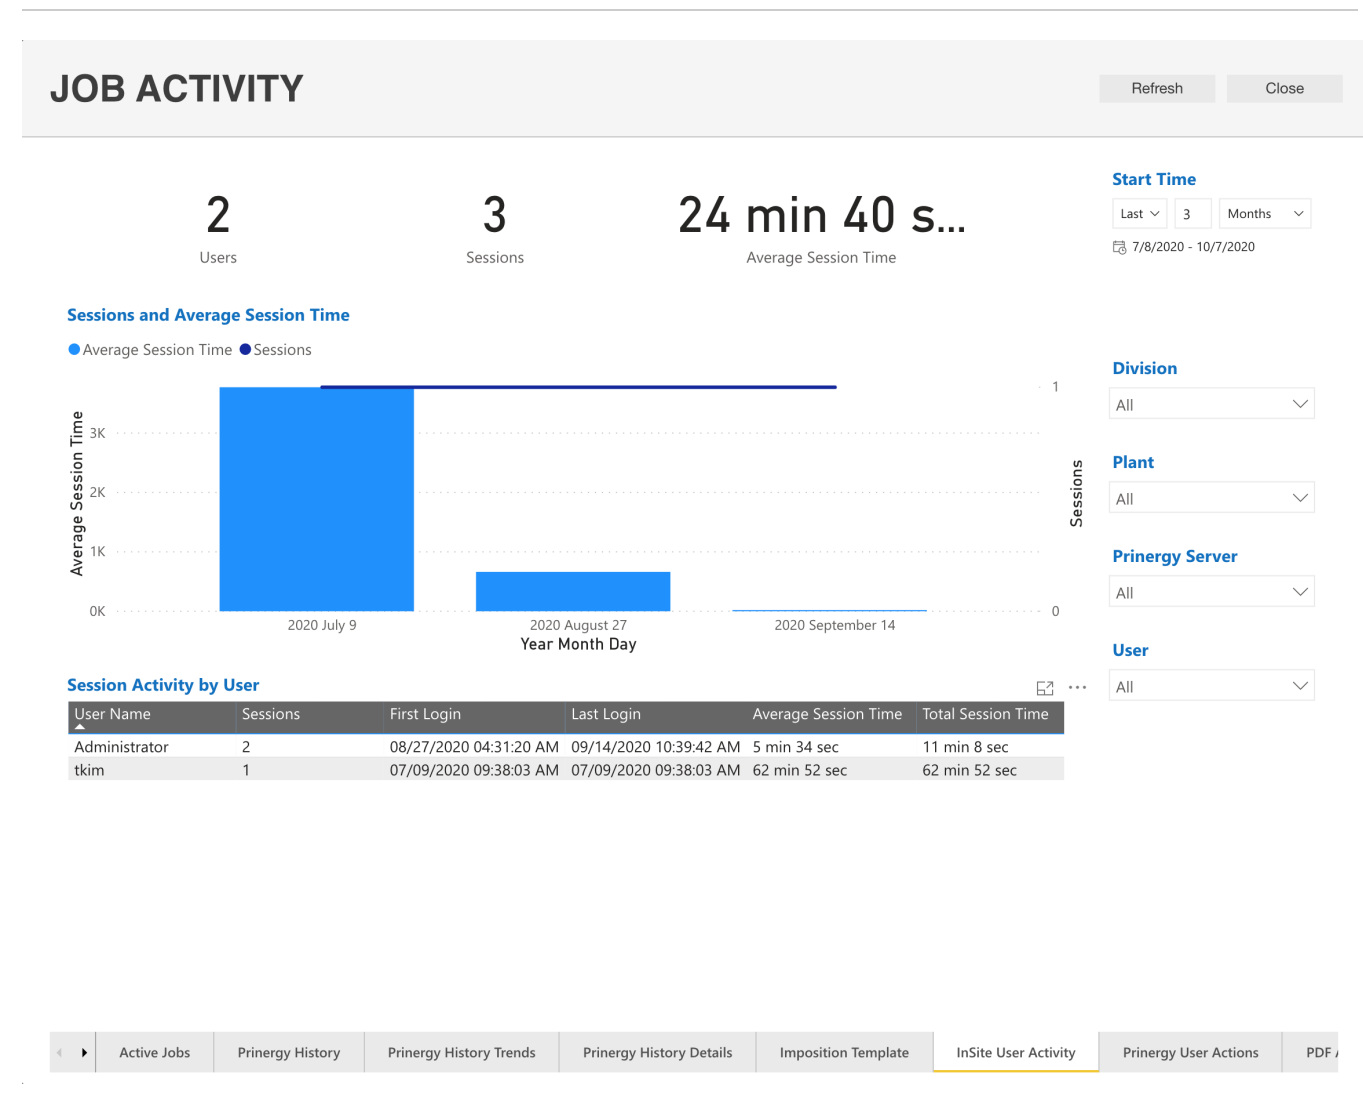 JOB ACTIVITY
Refresh
Close
2
Users
3
Sessions
24 min 40 s...
Average Session Time
Start Time
Last
3
Months
7/8/2020 - 10/7/2020
Sessions and Average Session Time
Average Session Time
Sessions
Average Session Time
3K
2K
1K
0K
1
0
Sessions
2020 July 9
2020 August 27
2020 September 14
Year Month Day
Division
All
Plant
All
Prinergy Server
All
User
All
Session Activity by User
User Name Sessions First Login Last Login Average Session Time Total Session Time
Administrator 2 08/27/2020 04:31:20 AM 09/14/2020 10:39:42 AM 5 min 34 sec 11 min 8 sec
tkim 1 07/09/2020 09:38:03 AM 07/09/2020 09:38:03 AM 62 min 52 sec 62 min 52 sec
Active Jobs Prinergy History Prinergy History Trends Prinergy History Details Imposition Template InSite User Activity Prinergy User Actions PDF